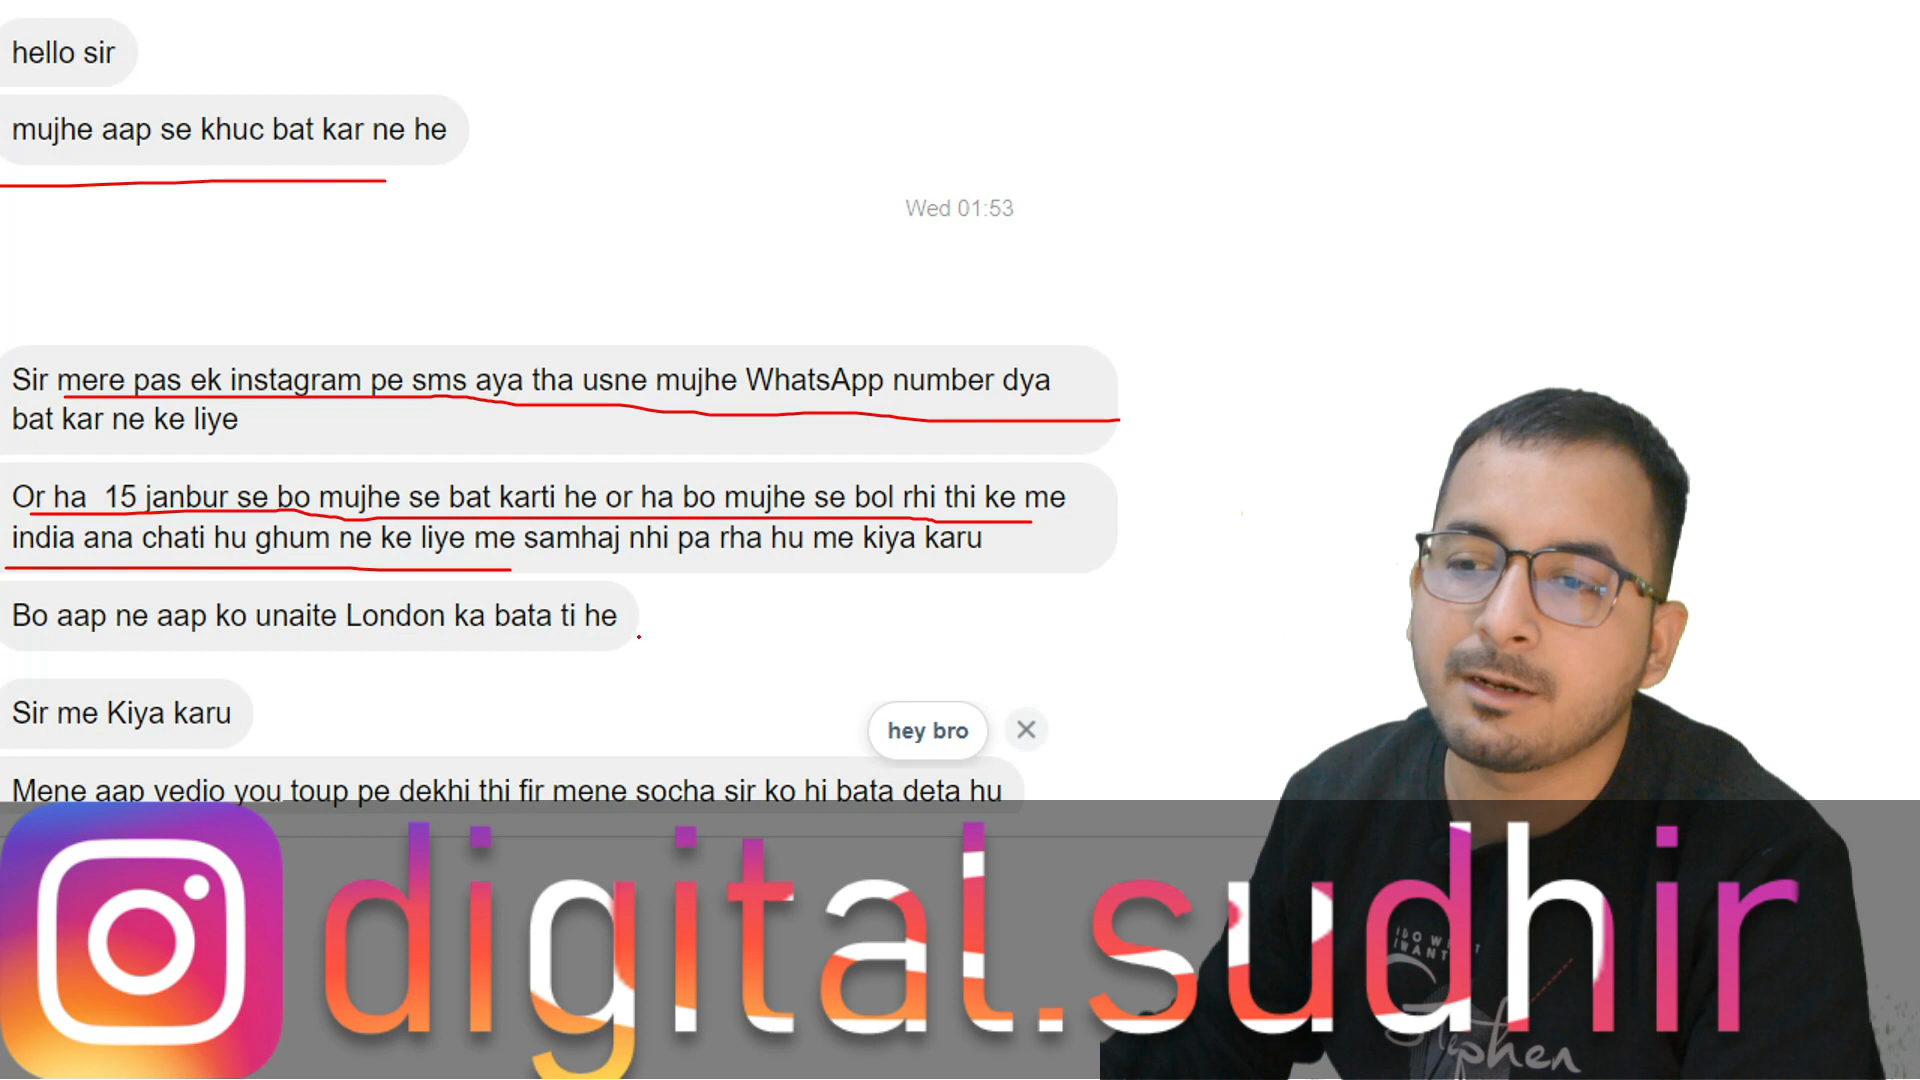 hello sir
mujhe aap se khuc bat kar ne he
Wed 01:53
Sir mere pas ek instagram pe sms aya tha usne mujhe WhatsApp number dya
bat kar ne ke liye
Or ha 15 janbur se bo mujhe se bat karti he or ha bo mujhe se bol rhi thi ke me
india ana chati hu ghum ne ke liye me samhaj nhi pa rha hu me kiya karu
Bo aap ne aap ko unaite London ka bata ti he
Sir me Kiya karu
hey bro
Mene aap vedio you toup pe dekhi thi fir mene socha sir ko hi bata deta hu
digital.sudhir
I DO W
I WANT
Stephen